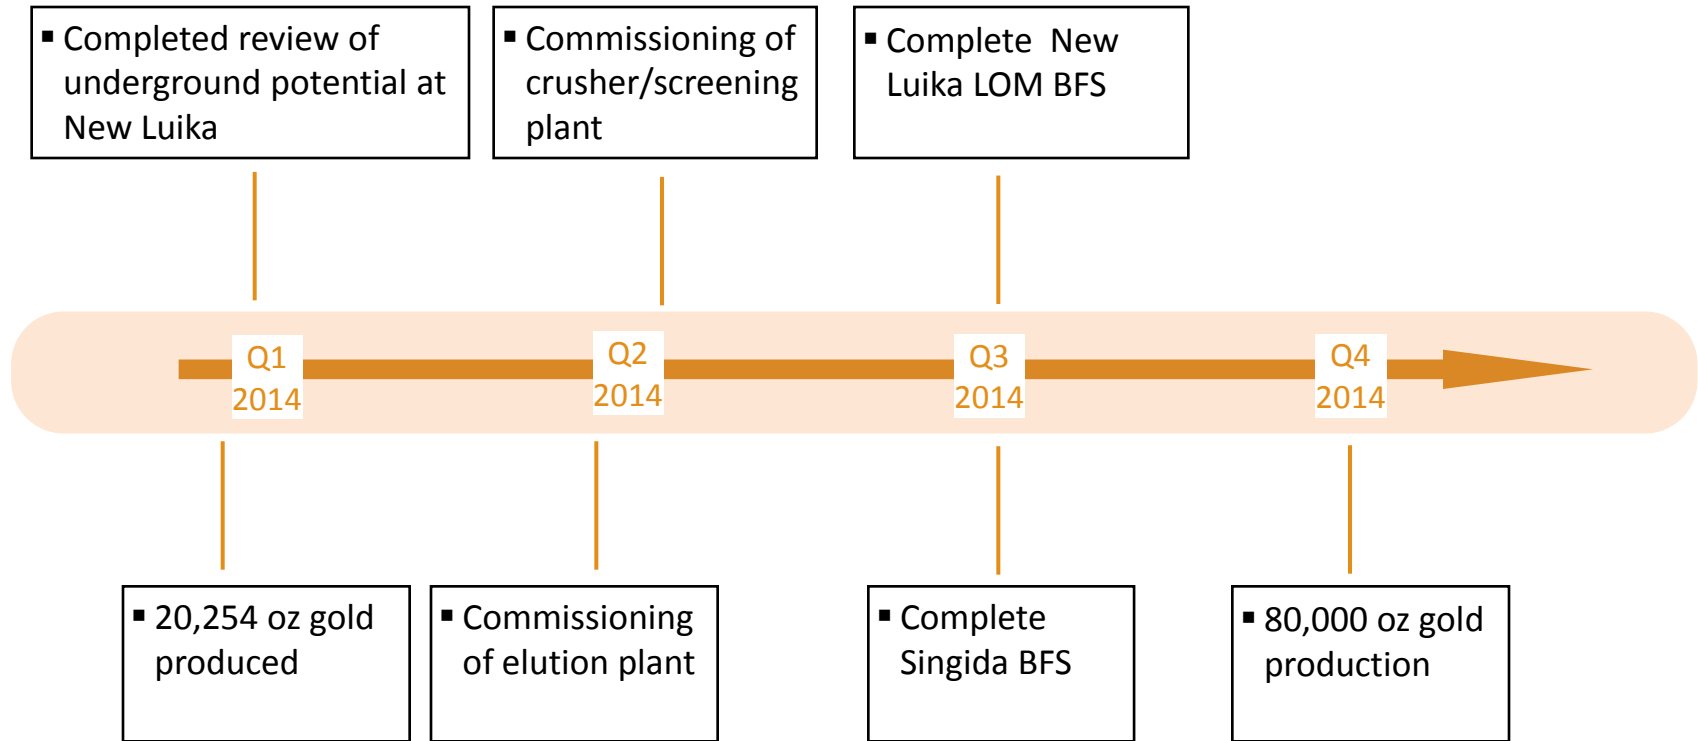 ▪ Completed review of
underground potential at
New Luika
▪ Commissioning of
crusher/screening
plant
▪ Complete New
Luika LOM BFS
Q1
2014
Q2
2014
Q3
2014
Q4
2014
▪ 20,254 oz gold
produced
▪ Commissioning
of elution plant
▪ Complete
Singida BFS
▪ 80,000 oz gold
production